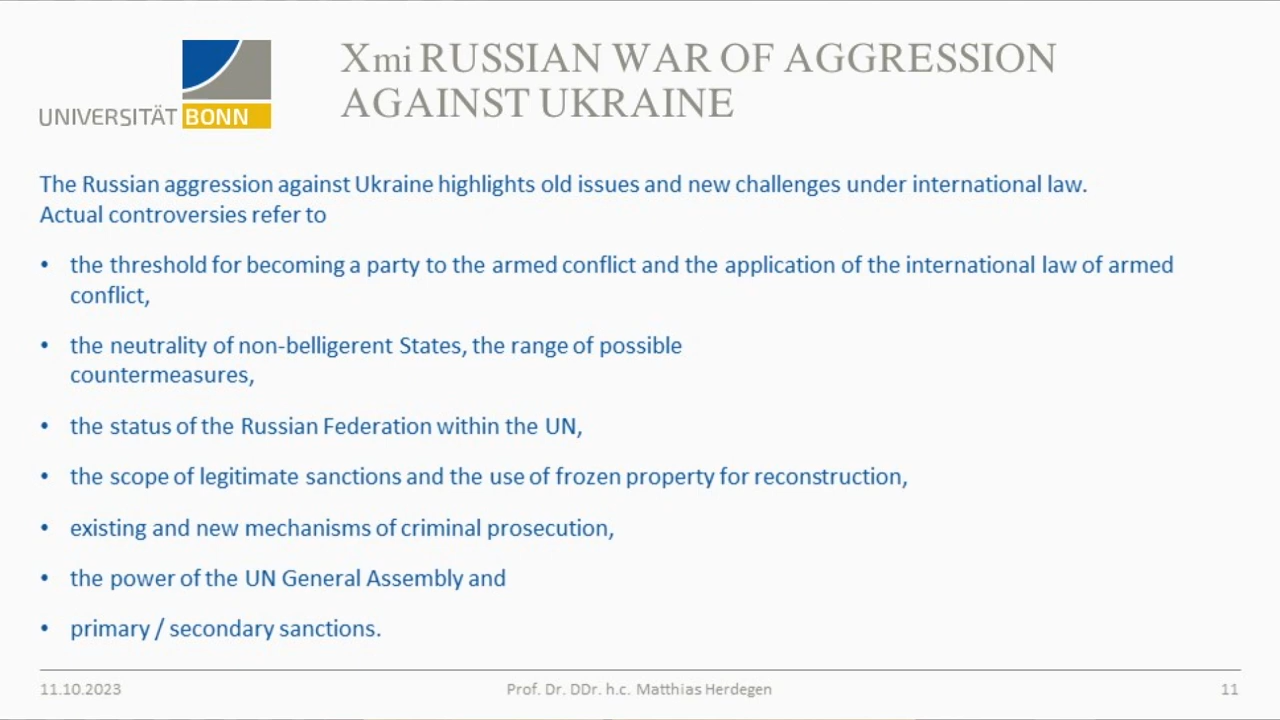 UNIVERSITÄT BONN
Xmi RUSSIAN WAR OF AGGRESSION
AGAINST UKRAINE
The Russian aggression against Ukraine highlights old issues and new challenges under international law.
Actual controversies refer to
• the threshold for becoming a party to the armed conflict and the application of the international law of armed
conflict,
• the neutrality of non-belligerent States, the range of possible
countermeasures,
• the status of the Russian Federation within the UN,
• the scope of legitimate sanctions and the use of frozen property for reconstruction,
• existing and new mechanisms of criminal prosecution,
• the power of the UN General Assembly and
• primary / secondary sanctions.
11.10.2023 Prof. Dr. DDr. h.c. Matthias Herdegen 11